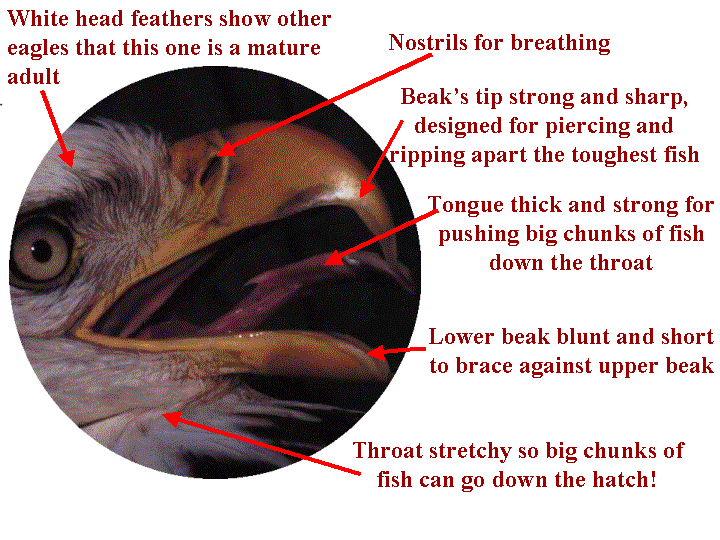 White head feathers show other
eagles that this one is a mature
adult
Nostrils for breathing
Beak's tip strong and sharp,
designed for piercing and
ripping apart the toughest fish
Tongue thick and strong for
pushing big chunks of fish
down the throat
Lower beak blunt and short
to brace against upper beak
Throat stretchy so big chunks of
fish can go down the hatch!